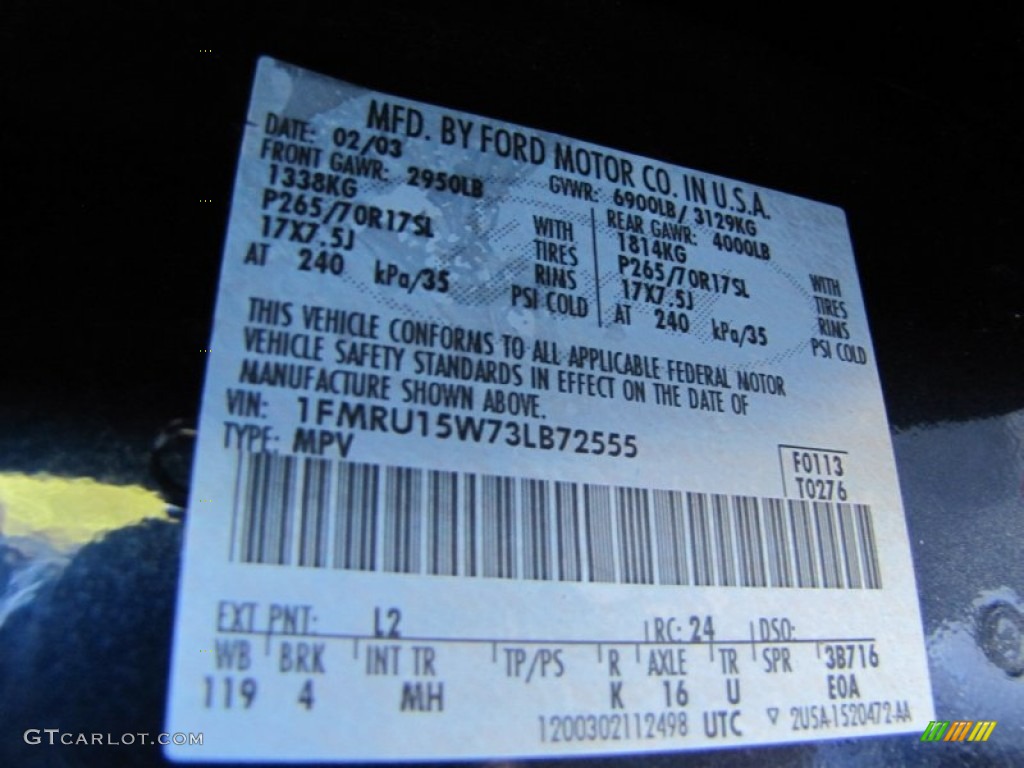 MFD. BY FORD MOTOR CO. IN U.S.A.
DATE: 02/03 GVWR: 6900LB/ 3129KG
FRONT GAWR: 2950LB REAR GAWR: 4000LB
1338KG WITH 1814KG WITH
P265/70R17SL TIRES P265/70R17SL TIRES
17X7.5J RINS 17X7.5J RINS
AT 240 kPa/35 PSI COLD AT 240 kPa/35 PSI COLD
THIS VEHICLE CONFORMS TO ALL APPLICABLE FEDERAL MOTOR
VEHICLE SAFETY STANDARDS IN EFFECT ON THE DATE OF
MANUFACTURE SHOWN ABOVE.
VIN: 1FMRU15W73LB72555
TYPE: MPV
F0113
T0276
EXT PNT: L2 RC: 24 DSO:
WB BRK INT TR TP/PS R AXLE TR SPR 3B716
119 4 MH K 16 U E0A
1200302112498 UTC ▽ 2U5A-1520472-AA
GTCARLOT.COM